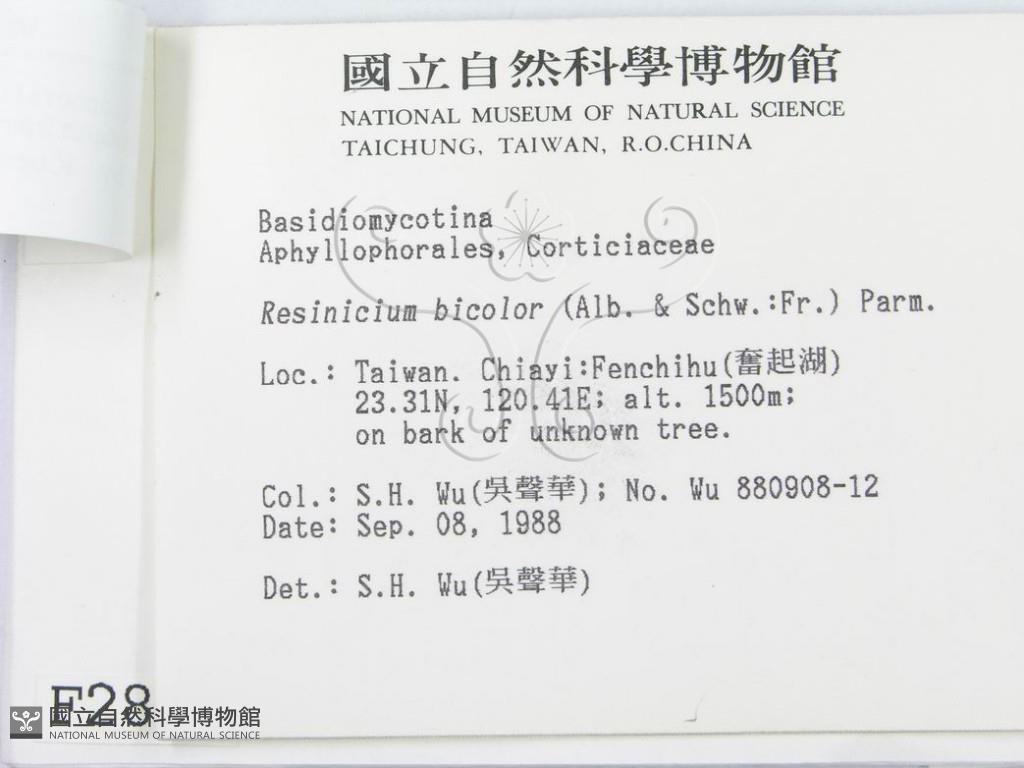 國立自然科學博物館
NATIONAL MUSEUM OF NATURAL SCIENCE
TAICHUNG, TAIWAN, R.O.CHINA
Basidiomycotina
Aphyllophorales, Corticiaceae
Resinicium bicolor (Alb. & Schw.:Fr.) Parm.
Loc.: Taiwan. Chiayi:Fenchihu(奮起湖)
23.31N, 120.41E; alt. 1500m;
on bark of unknown tree.
Col.: S.H. Wu(吳聲華); No. Wu 880908-12
Date: Sep. 08, 1988
Det.: S.H. Wu(吳聲華)
F28
國立自然科學博物館
NATIONAL MUSEUM OF NATURAL SCIENCE